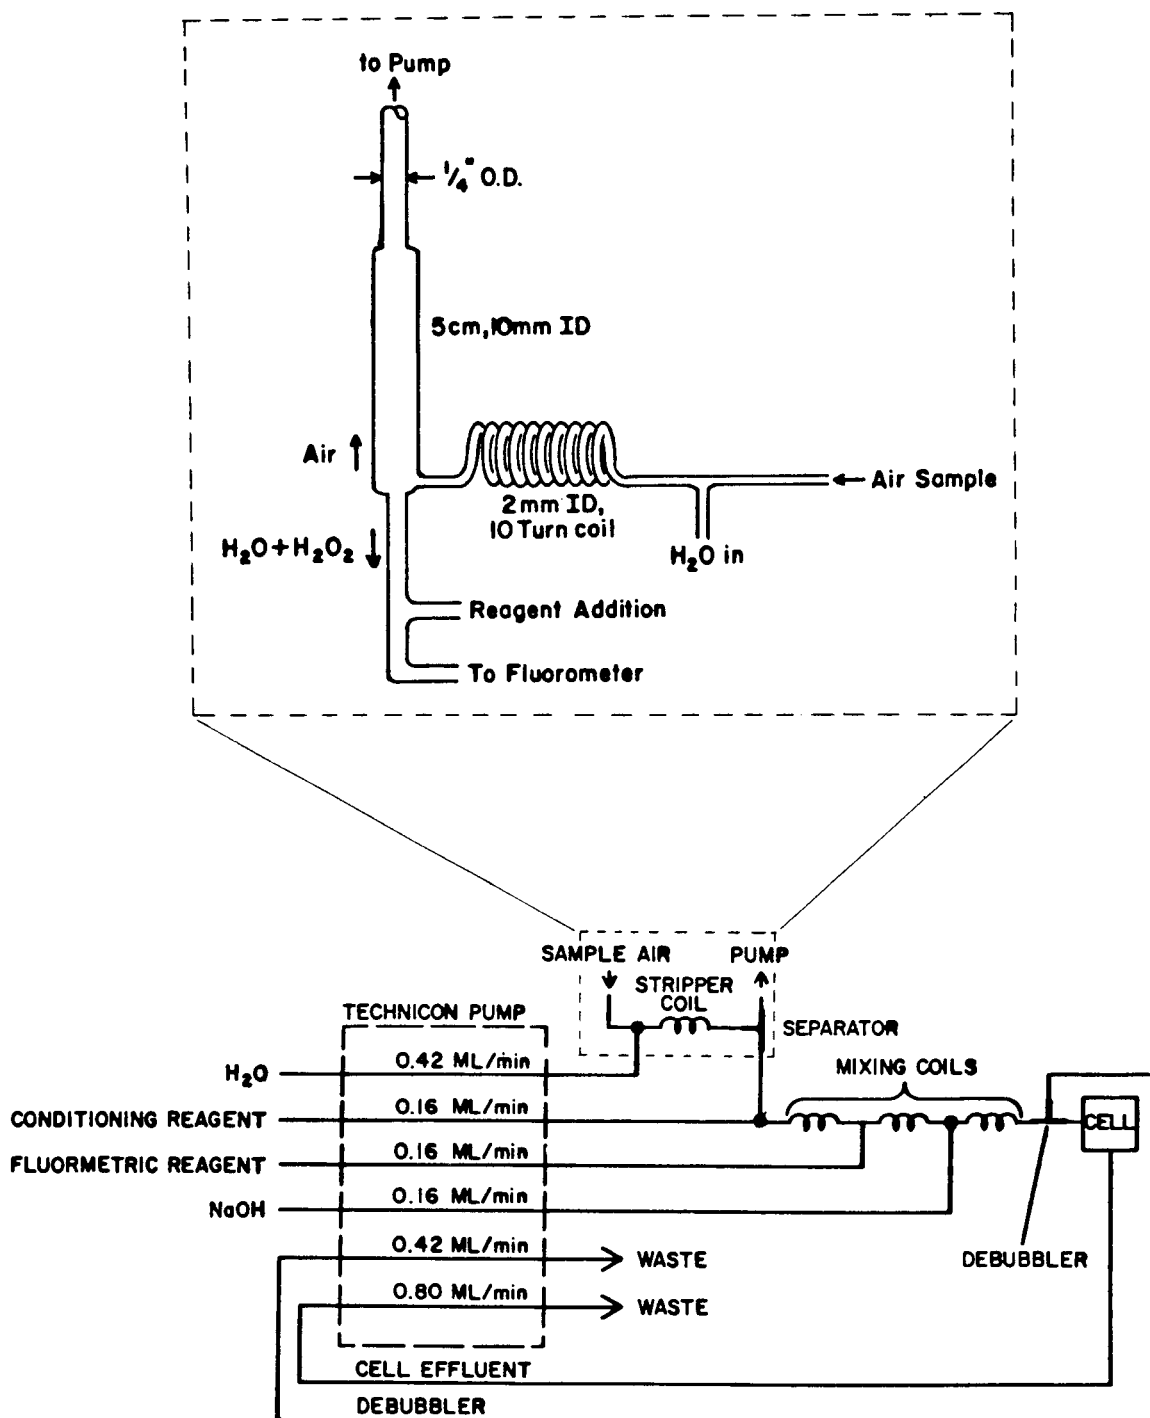 to Pump
1/4" O.D.
5cm,10mm ID
Air
Air Sample
2mm ID,
10 Turn coil
H₂O+H₂O₂
H₂O in
Reagent Addition
To Fluorometer
SAMPLE AIR
PUMP
STRIPPER
COIL
TECHNICON PUMP
SEPARATOR
H₂O
0.42 ML/min
MIXING COILS
CONDITIONING REAGENT
0.16 ML/min
CELL
FLUORMETRIC REAGENT
0.16 ML/min
NaOH
0.16 ML/min
0.42 ML/min
WASTE
DEBUBBLER
0.80 ML/min
WASTE
CELL EFFLUENT
DEBUBBLER